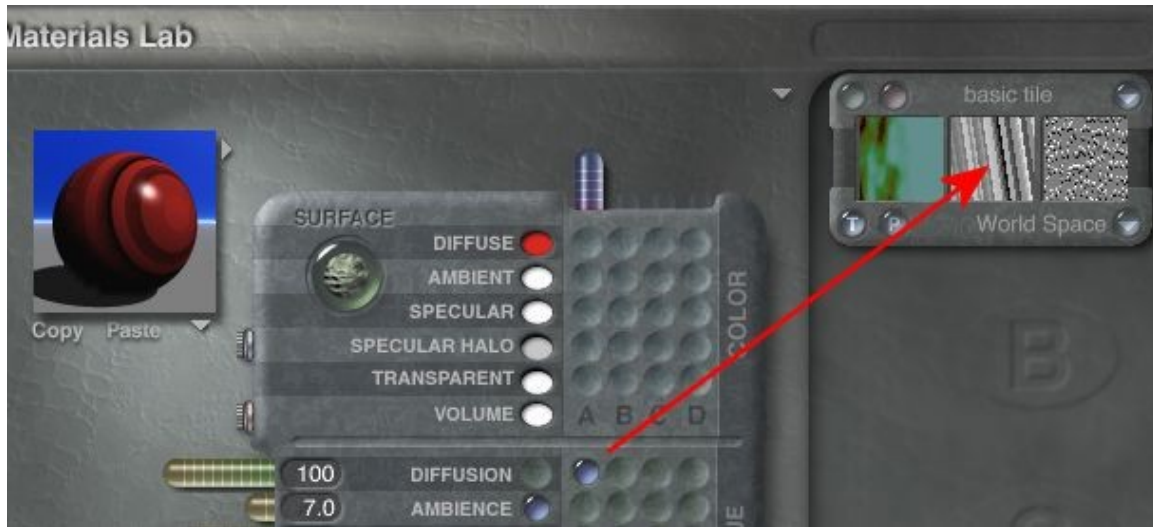 Materials Lab
basic tile
T P World Space
Copy Paste
SURFACE
DIFFUSE
AMBIENT
SPECULAR
SPECULAR HALO
TRANSPARENT
VOLUME
A B C D
COLOR
100 DIFFUSION
7.0 AMBIENCE
B